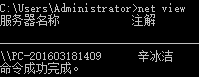 C:\Users\Administrator>net view
服务器名称 注解
\\PC-201603181409 辛冰洁
命令成功完成。